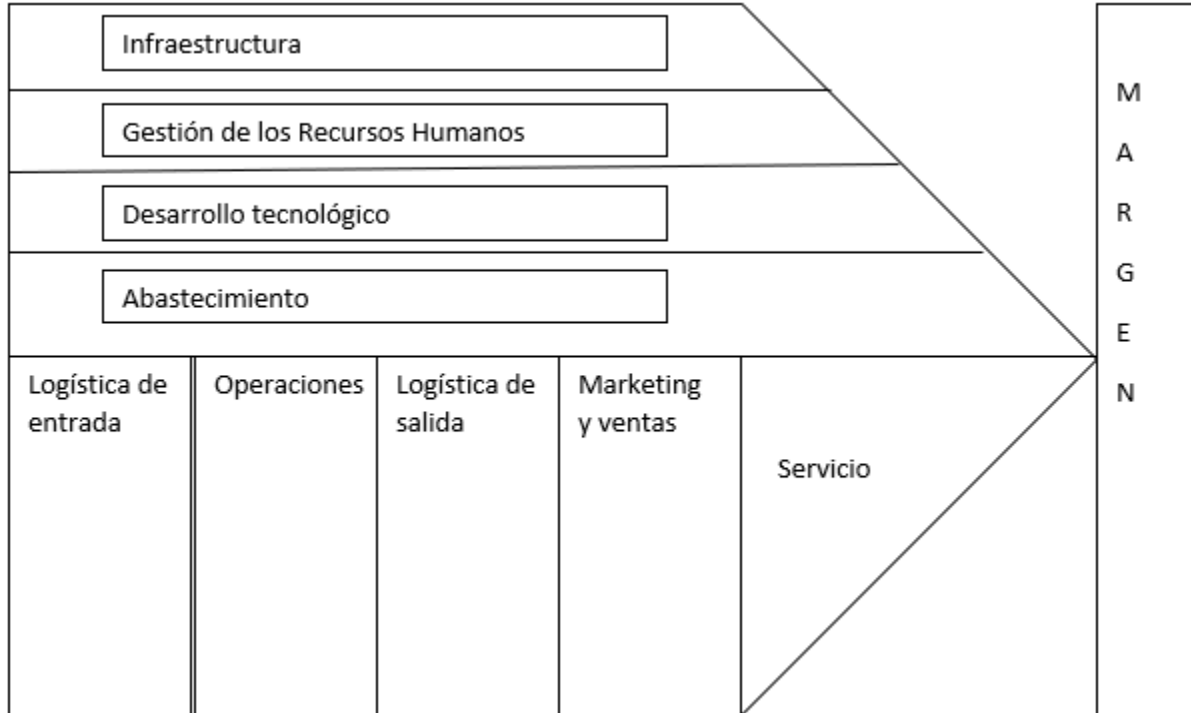 Infraestructura
Gestión de los Recursos Humanos
Desarrollo tecnológico
Abastecimiento
Logística de
entrada
Operaciones
Logística de
salida
Marketing
y ventas
Servicio
M
A
R
G
E
N